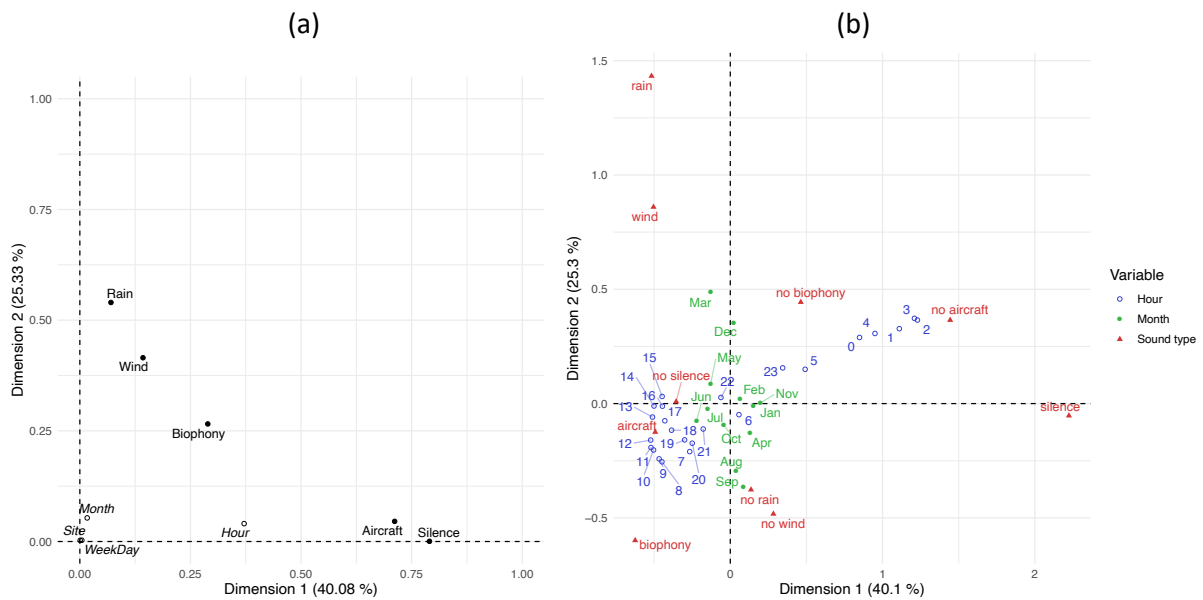 (a)
1.00
0.75
0.50
0.25
0.00
Dimension 2 (25.33 %)
Rain
Wind
Biophony
Month
Site
WeekDay
Hour
Aircraft
Silence
0.00 0.25 0.50 0.75 1.00
Dimension 1 (40.08 %)
(b)
1.5
1.0
0.5
0.0
−0.5
Dimension 2 (25.3 %)
rain
wind
no biophony
no aircraft
Mar
Dec
4 3
0 1 2
15
May
23 5
14
no silence
22
16
Jun
Feb
Nov
13
17
Jul
Jan
silence
aircraft
18
6
12
19
Oct
Apr
11
7
21
10
9
8
20
Aug
Sep
no rain
no wind
biophony
0 1 2
Dimension 1 (40.1 %)
Variable
Hour
Month
Sound type